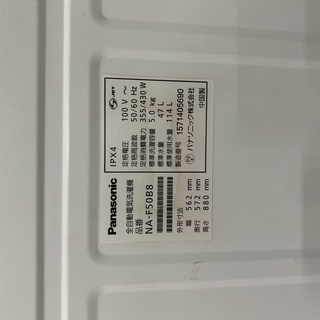 Panasonic
全自動電気洗濯機
品番 NA-F50B8
外形寸法
幅 562 mm
奥行 572 mm
高さ 880 mm
IPX4
定格電圧 100 V ～
定格周波数 50/60 Hz
定格消費電力 355/430 W
標準洗濯容量 5.0 kg
標準水量 47 L
標準使用水量 114 L
製造番号 1571405690
パナソニック株式会社
中国製
JET